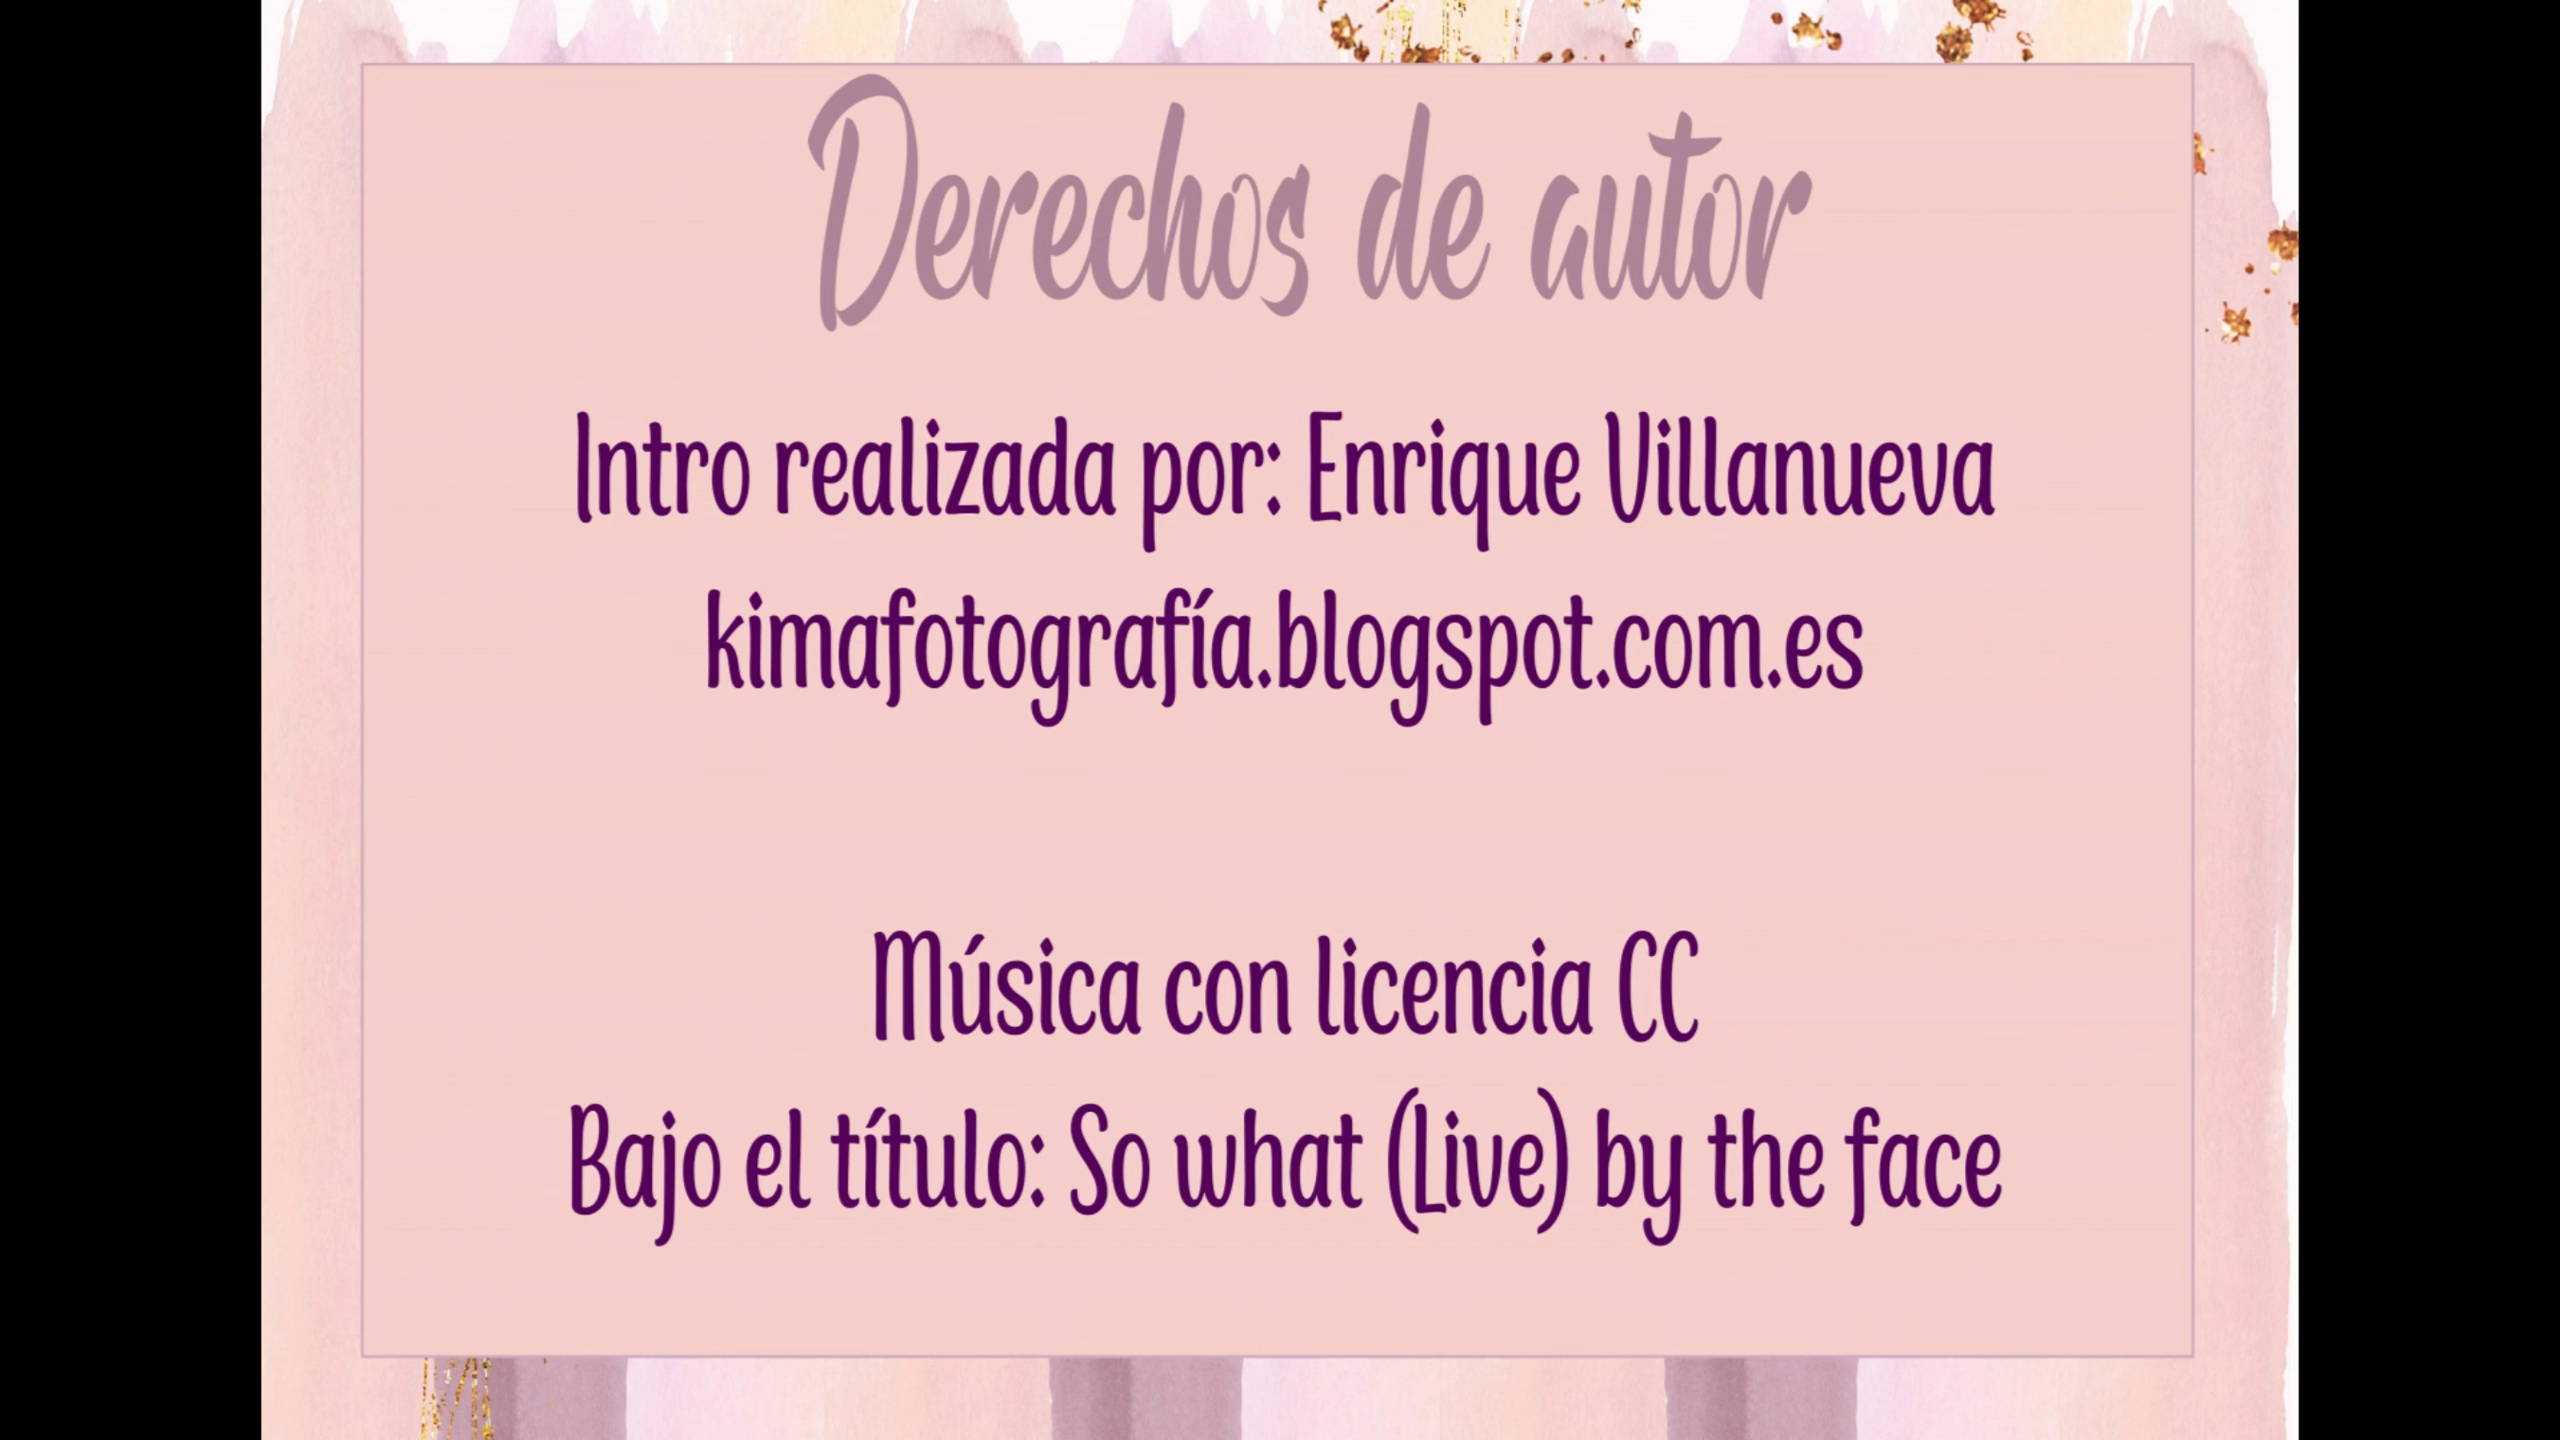 Derechos de autor
Intro realizada por: Enrique Villanueva
kimafotografía.blogspot.com.es
Música con licencia CC
Bajo el título: So what (Live) by the face